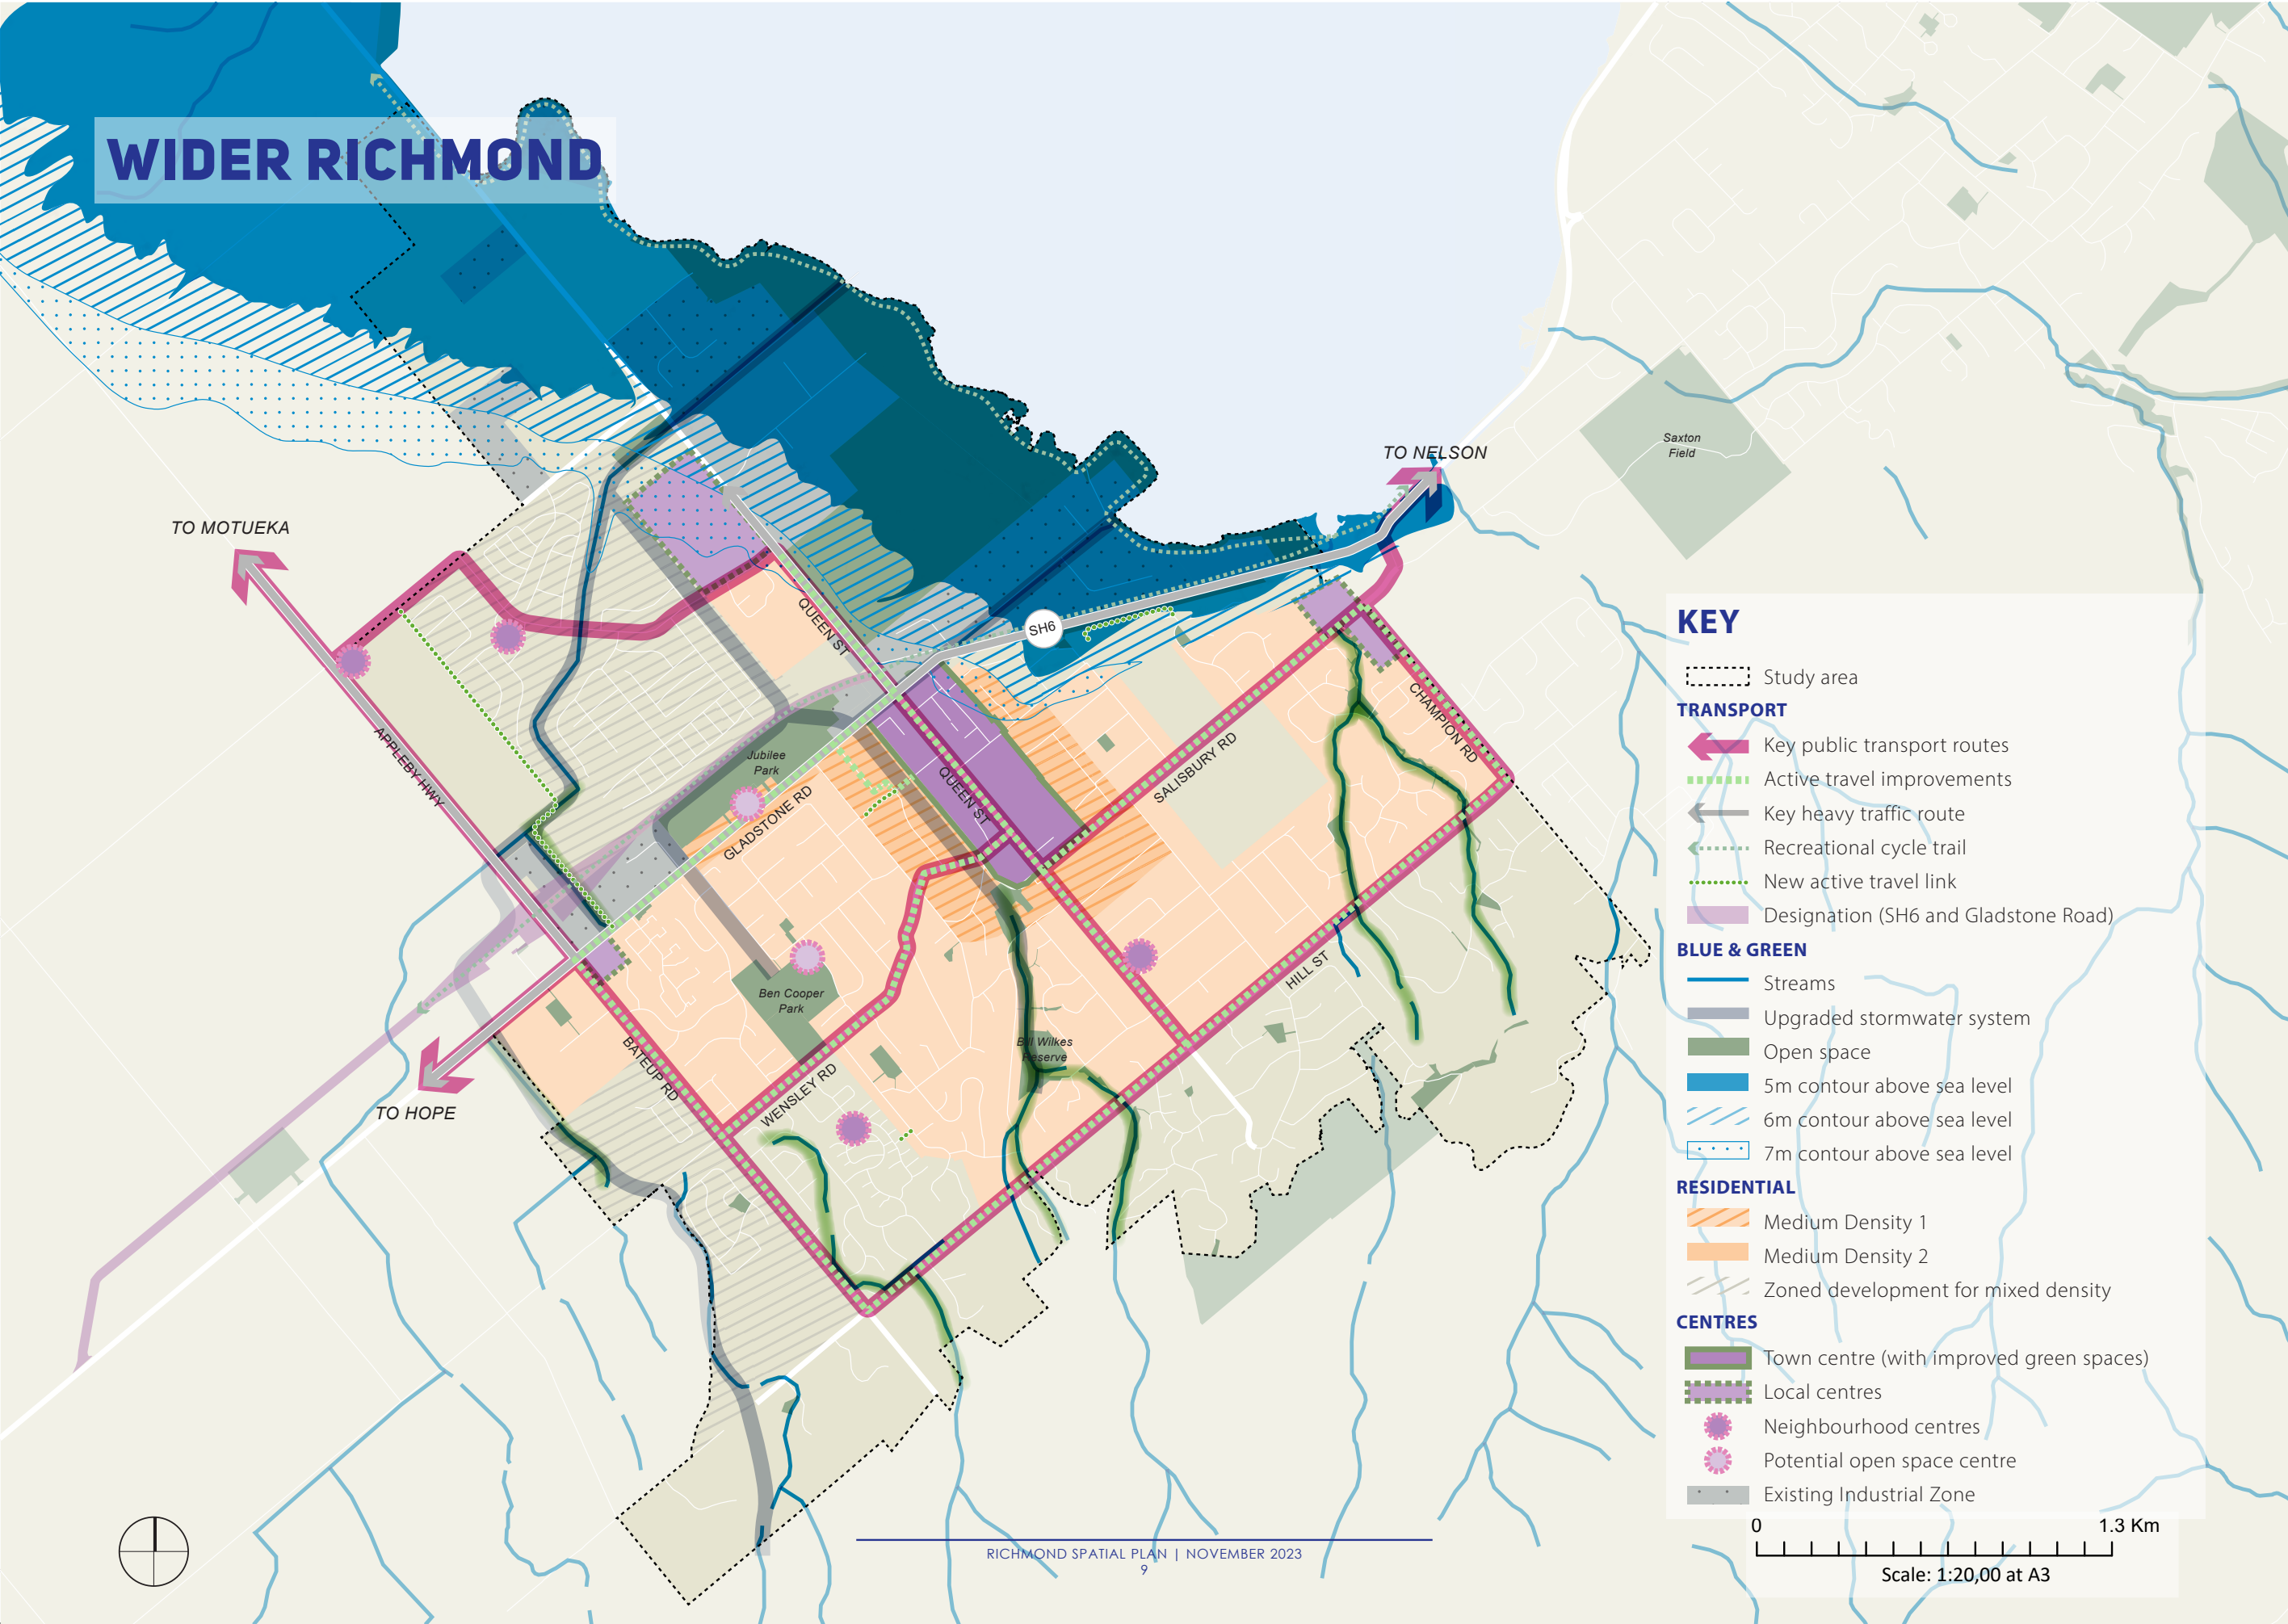 WIDER RICHMOND
TO NELSON
Saxton
Field
TO MOTUEKA
QUEEN ST
SH6
APPLEBY HWY
Jubilee
Park
GLADSTONE RD
QUEEN ST
SALISBURY RD
CHAMPION RD
Ben Cooper
Park
HILL ST
Bill Wilkes
Reserve
BATEUP RD
WENSLEY RD
TO HOPE
KEY
Study area
TRANSPORT
Key public transport routes
Active travel improvements
Key heavy traffic route
Recreational cycle trail
New active travel link
Designation (SH6 and Gladstone Road)
BLUE & GREEN
Streams
Upgraded stormwater system
Open space
5m contour above sea level
6m contour above sea level
7m contour above sea level
RESIDENTIAL
Medium Density 1
Medium Density 2
Zoned development for mixed density
CENTRES
Town centre (with improved green spaces)
Local centres
Neighbourhood centres
Potential open space centre
Existing Industrial Zone
0 1.3 Km
Scale: 1:20,00 at A3
RICHMOND SPATIAL PLAN | NOVEMBER 2023
9